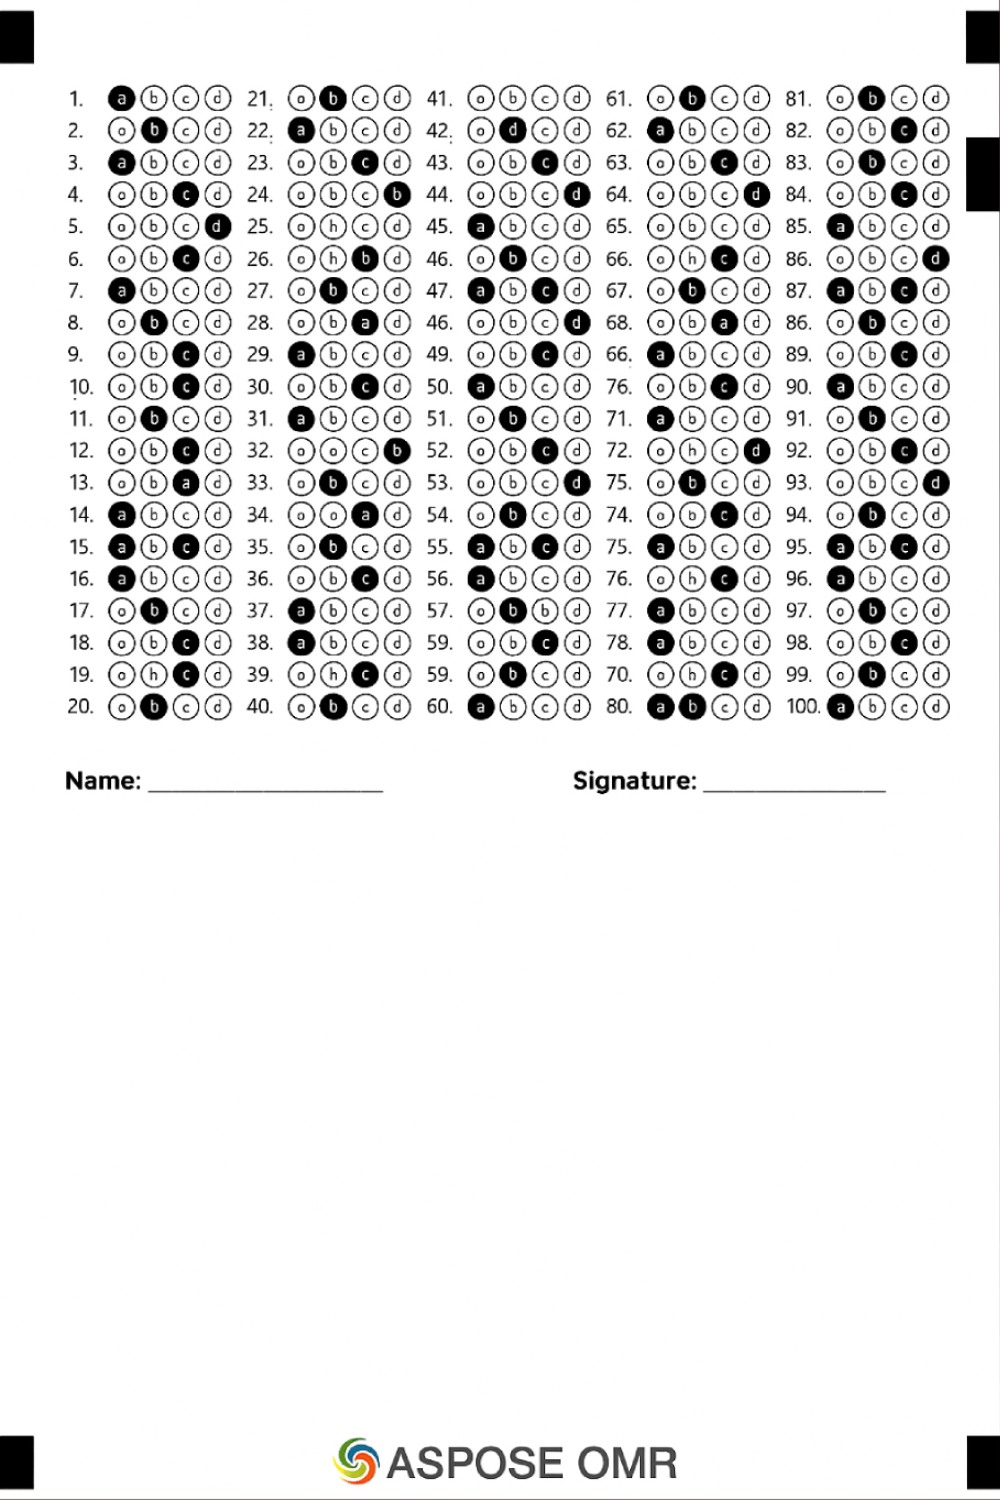 1. a b c d 21. o b c d 41. o b c d 61. o b c d 81. o b c d
2. o b c d 22. a b c d 42. o d c d 62. a b c d 82. o b c d
3. a b c d 23. o b c d 43. o b c d 63. o b c d 83. o b c d
4. o b c d 24. o b c b 44. o b c d 64. o b c d 84. o b c d
5. o b c d 25. o h c d 45. a b c d 65. o b c d 85. a b c d
6. o b c d 26. o h b d 46. o b c d 66. o h c d 86. o b c d
7. a b c d 27. o b c d 47. a b c d 67. o b c d 87. a b c d
8. o b c d 28. o b a d 46. o b c d 68. o b a d 86. o b c d
9. o b c d 29. a b c d 49. o b c d 66. a b c d 89. o b c d
10. o b c d 30. o b c d 50. a b c d 76. o b c d 90. a b c d
11. o b c d 31. a b c d 51. o b c d 71. a b c d 91. o b c d
12. o b c d 32. o o c b 52. o b c d 72. o h c d 92. o b c d
13. o b a d 33. o b c d 53. o b c d 75. o b c d 93. o b c d
14. a b c d 34. o o a d 54. o b c d 74. o b c d 94. o b c d
15. a b c d 35. o b c d 55. a b c d 75. a b c d 95. a b c d
16. a b c d 36. o b c d 56. a b c d 76. o h c d 96. a b c d
17. o b c d 37. a b c d 57. o b b d 77. a b c d 97. o b c d
18. o b c d 38. a b c d 59. o b c d 78. a b c d 98. o b c d
19. o h c d 39. o h c d 59. o b c d 70. o h c d 99. o b c d
20. o b c d 40. o b c d 60. a b c d 80. a b c d 100. a b c d
Name: ____________________ Signature: ________________
ASPOSE OMR